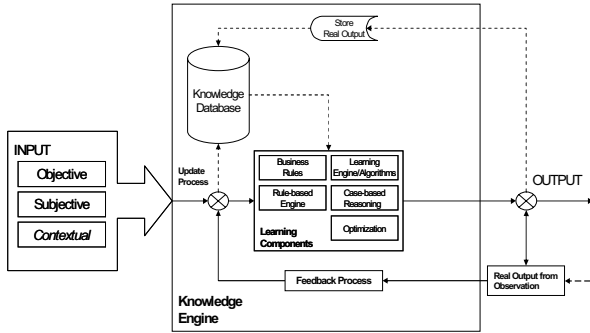 Store
Real Output
Knowledge
Database
INPUT
Objective
Subjective
Contextual
Update
Process
Business
Rules
Learning
Engine/Algorithms
Rule-based
Engine
Case-based
Reasoning
Learning
Components
Optimization
OUTPUT
Feedback Process
Real Output from
Observation
Knowledge
Engine